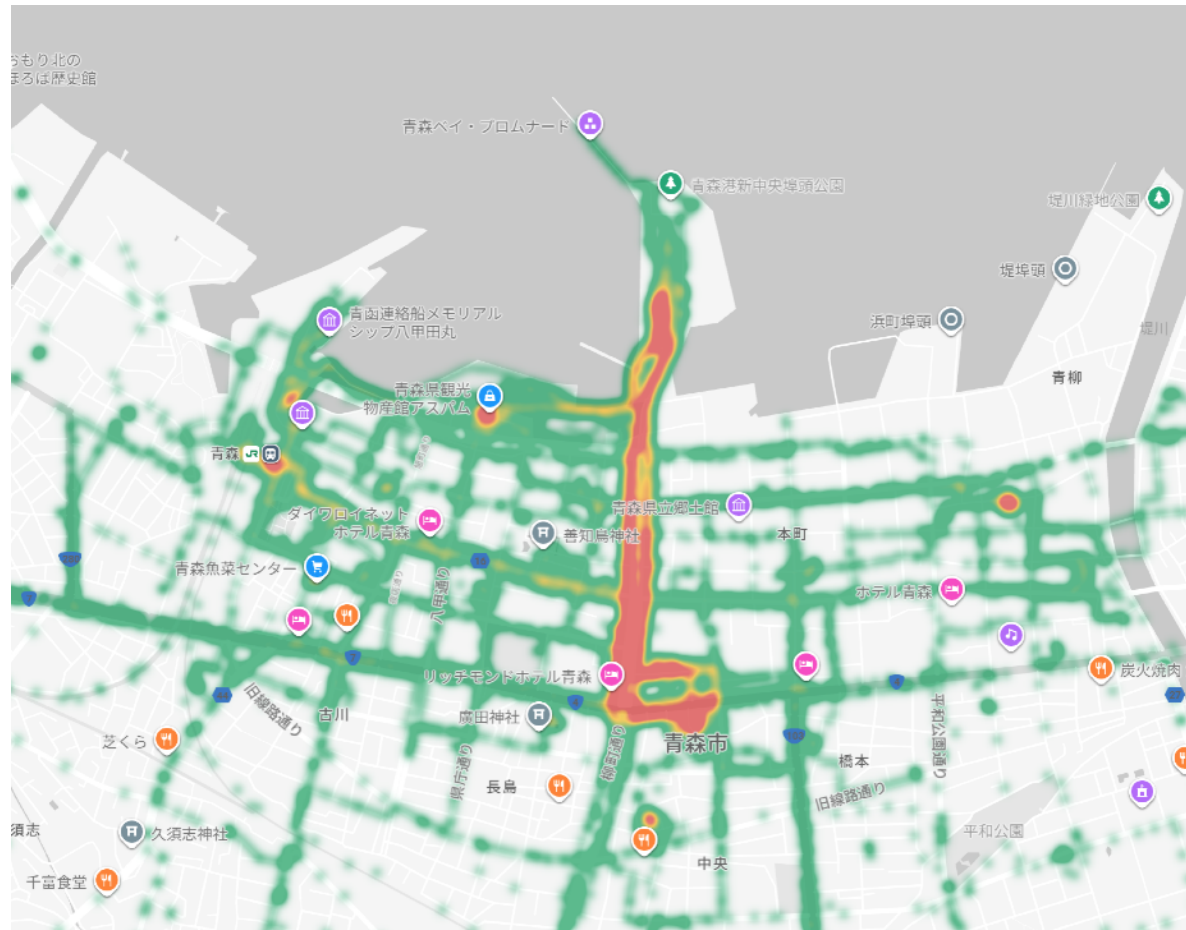 ほろば歴史館
青森ベイ・プロムナード
青森港新中央埠頭公園
堤川緑地公園
堤埠頭
青函連絡船メモリアル
シップ八甲田丸
浜町埠頭
堤川
青柳
青森県観光
物産館アスパム
青森
JR
青森県立郷土館
ダイワロイネット
ホテル青森
善知鳥神社
本町
青森魚菜センター
八甲通り
ホテル青森
7
リッチモンドホテル青森
炭火焼肉
旧線路通り
古川
廣田神社
柳町通り
青森市
平和公園通り
芝くら
県庁通り
長島
橋本
旧線路通り
須志
久須志神社
中央
平和公園
千富食堂